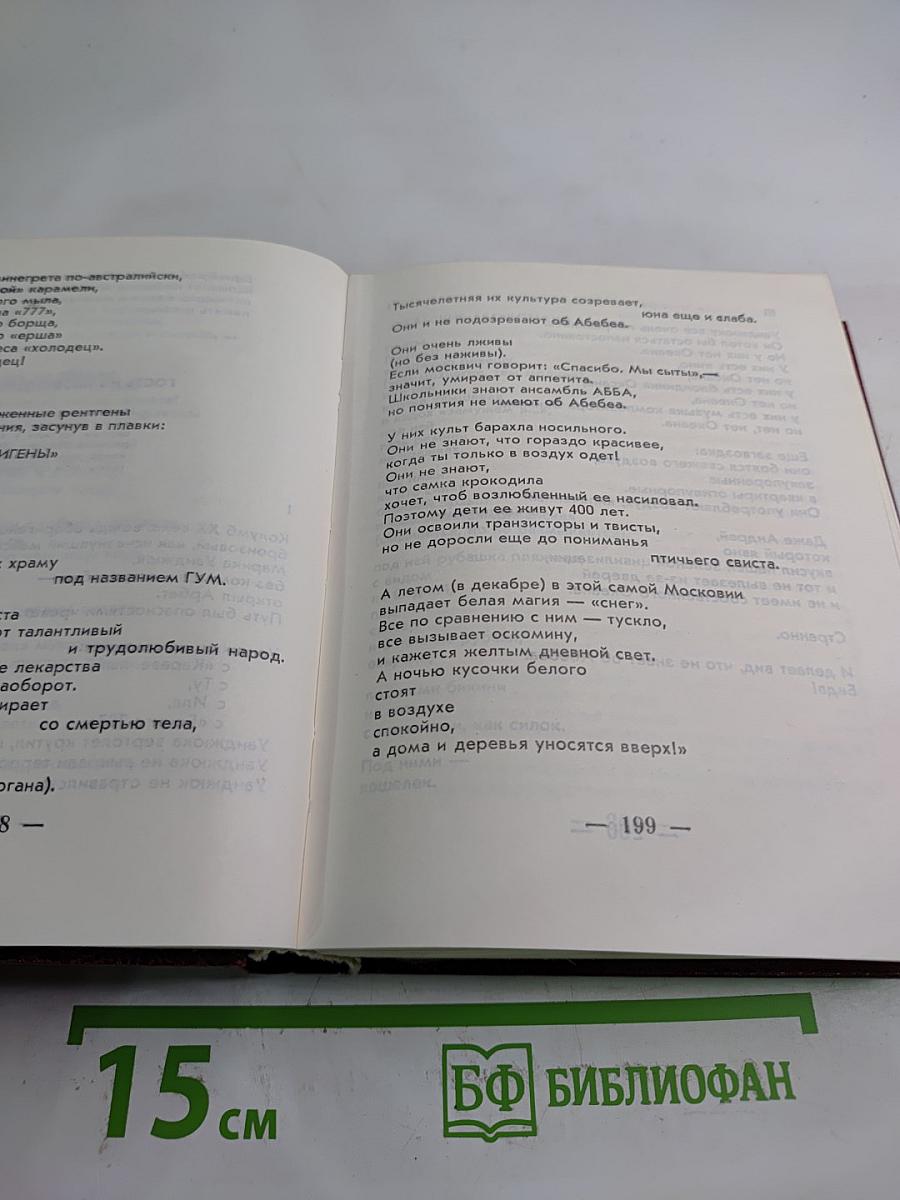 инегрета по-австралийски,
ой» карамели,
го мыла,
а «777»,
о борща,
о «ерша»
еса «холодец».
ец!
женные рентгены
ния, засунув в плавки:
ИГЕНЫ»
к храму
под названием ГУМ.
ста
от талантливый
и трудолюбивый народ.
е лекарства
аоборот.
ирает
со смертью тела,
ргана).
8 —
Тысячелетняя их культура созревает,
юна еще и слаба.
Они и не подозревают об Абебеа.
Они очень лживы
(но без наживы).
Если москвич говорит: «Спасибо. Мы сыты»,—
значит, умирает от аппетита.
Школьники знают ансамбль АББА,
но понятия не имеют об Абебеа.
У них культ барахла носильного.
Они не знают, что гораздо красивее,
когда ты только в воздух одет!
Они не знают,
что самка крокодила
хочет, чтоб возлюбленный ее насиловал.
Поэтому дети ее живут 400 лет.
Они освоили транзисторы и твисты,
но не доросли еще до пониманья
птичьего свиста.
А летом (в декабре) в этой самой Московии
выпадает белая магия — «снег».
Все по сравнению с ним — тускло,
все вызывает оскомину,
и кажется желтым дневной свет.
А ночью кусочки белого
стоят
в воздухе
спокойно,
а дома и деревья уносятся вверх!»
— 199 —
15 см
БФ БИБЛИОФАН